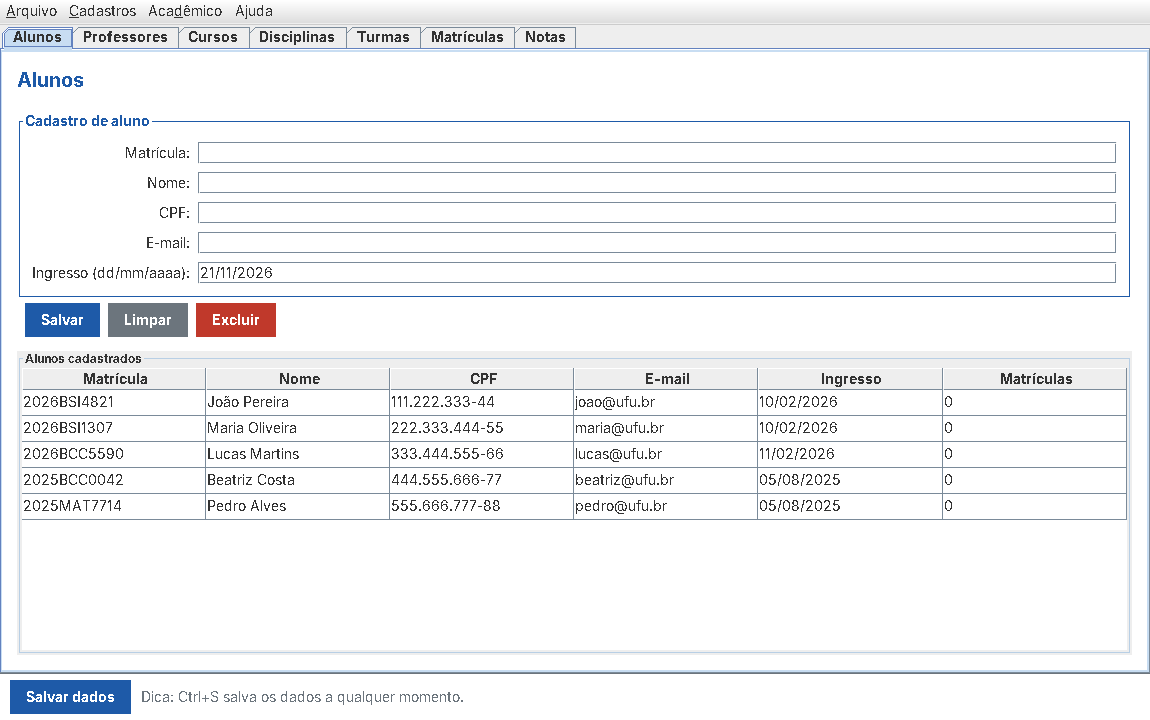 Arquivo Cadastros Acadêmico Ajuda
Alunos Professores Cursos Disciplinas Turmas Matrículas Notas
Alunos
Cadastro de aluno
Matrícula:
Nome:
CPF:
E-mail:
Ingresso (dd/mm/aaaa): 21/11/2026
Salvar Limpar Excluir
Alunos cadastrados
Matrícula Nome CPF E-mail Ingresso Matrículas
2026BSI4821 João Pereira 111.222.333-44 joao@ufu.br 10/02/2026 0
2026BSI1307 Maria Oliveira 222.333.444-55 maria@ufu.br 10/02/2026 0
2026BCC5590 Lucas Martins 333.444.555-66 lucas@ufu.br 11/02/2026 0
2025BCC0042 Beatriz Costa 444.555.666-77 beatriz@ufu.br 05/08/2025 0
2025MAT7714 Pedro Alves 555.666.777-88 pedro@ufu.br 05/08/2025 0
Salvar dados Dica: Ctrl+S salva os dados a qualquer momento.